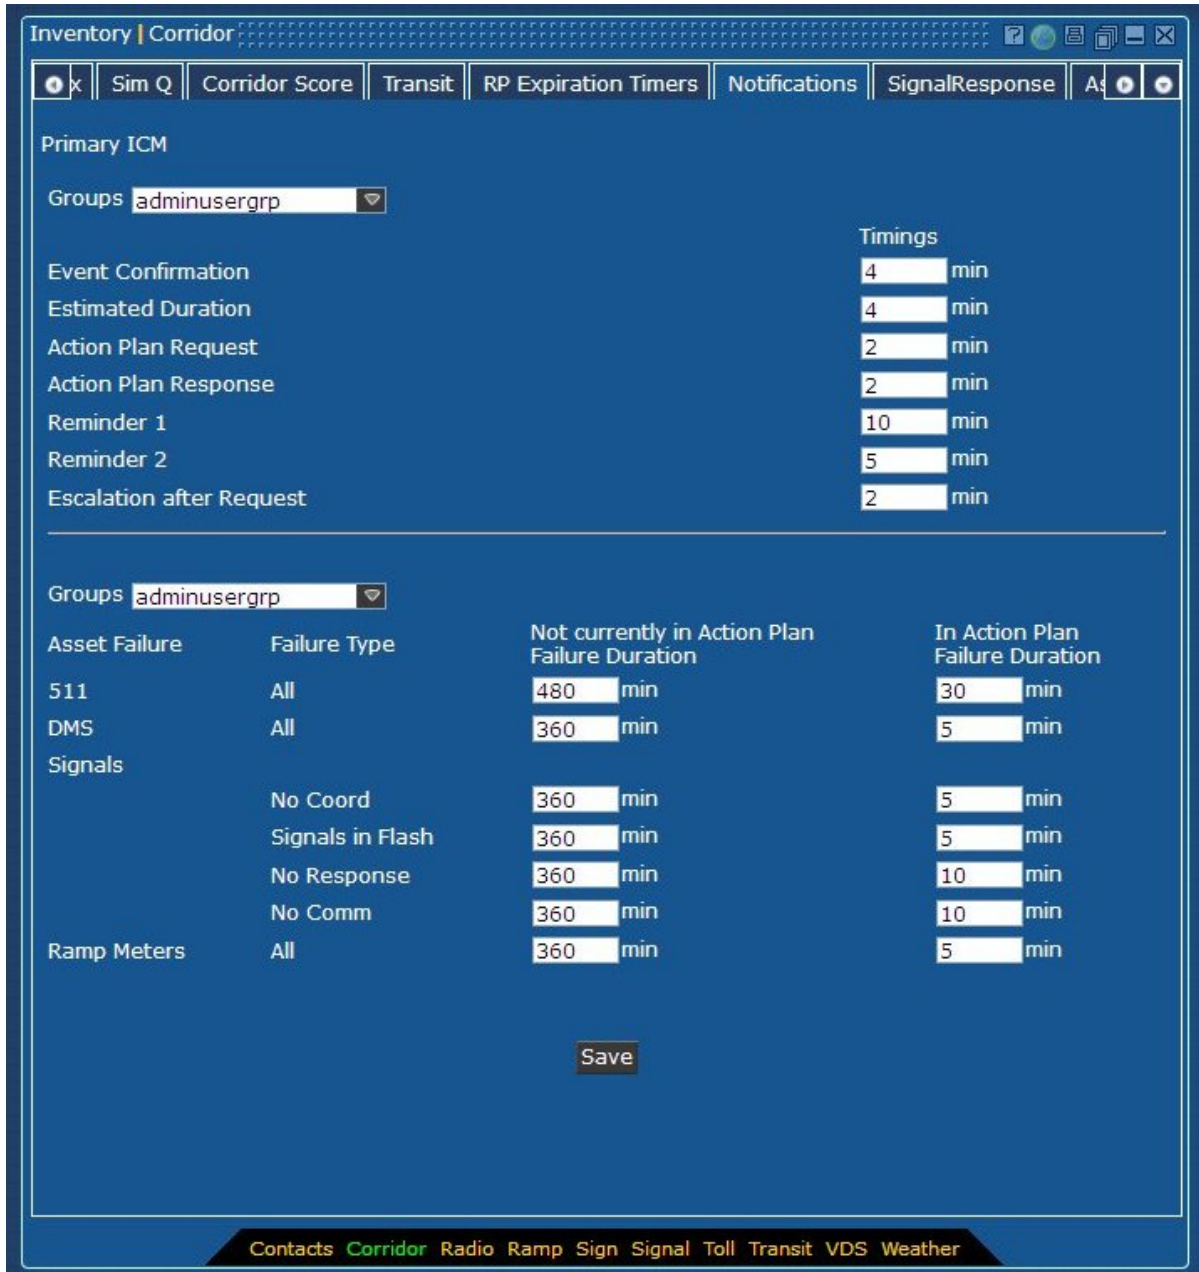 Inventory | Corridor
x Sim Q Corridor Score Transit RP Expiration Timers Notifications SignalResponse
Primary ICM
Groups adminusergrp
Timings
Event Confirmation 4 min
Estimated Duration 4 min
Action Plan Request 2 min
Action Plan Response 2 min
Reminder 1 10 min
Reminder 2 5 min
Escalation after Request 2 min
Groups adminusergrp
Asset Failure Failure Type Not currently in Action Plan Failure Duration In Action Plan Failure Duration
511 All 480 min 30 min
DMS All 360 min 5 min
Signals
No Coord 360 min 5 min
Signals in Flash 360 min 5 min
No Response 360 min 10 min
No Comm 360 min 10 min
Ramp Meters All 360 min 5 min
Save
Contacts Corridor Radio Ramp Sign Signal Toll Transit VDS Weather